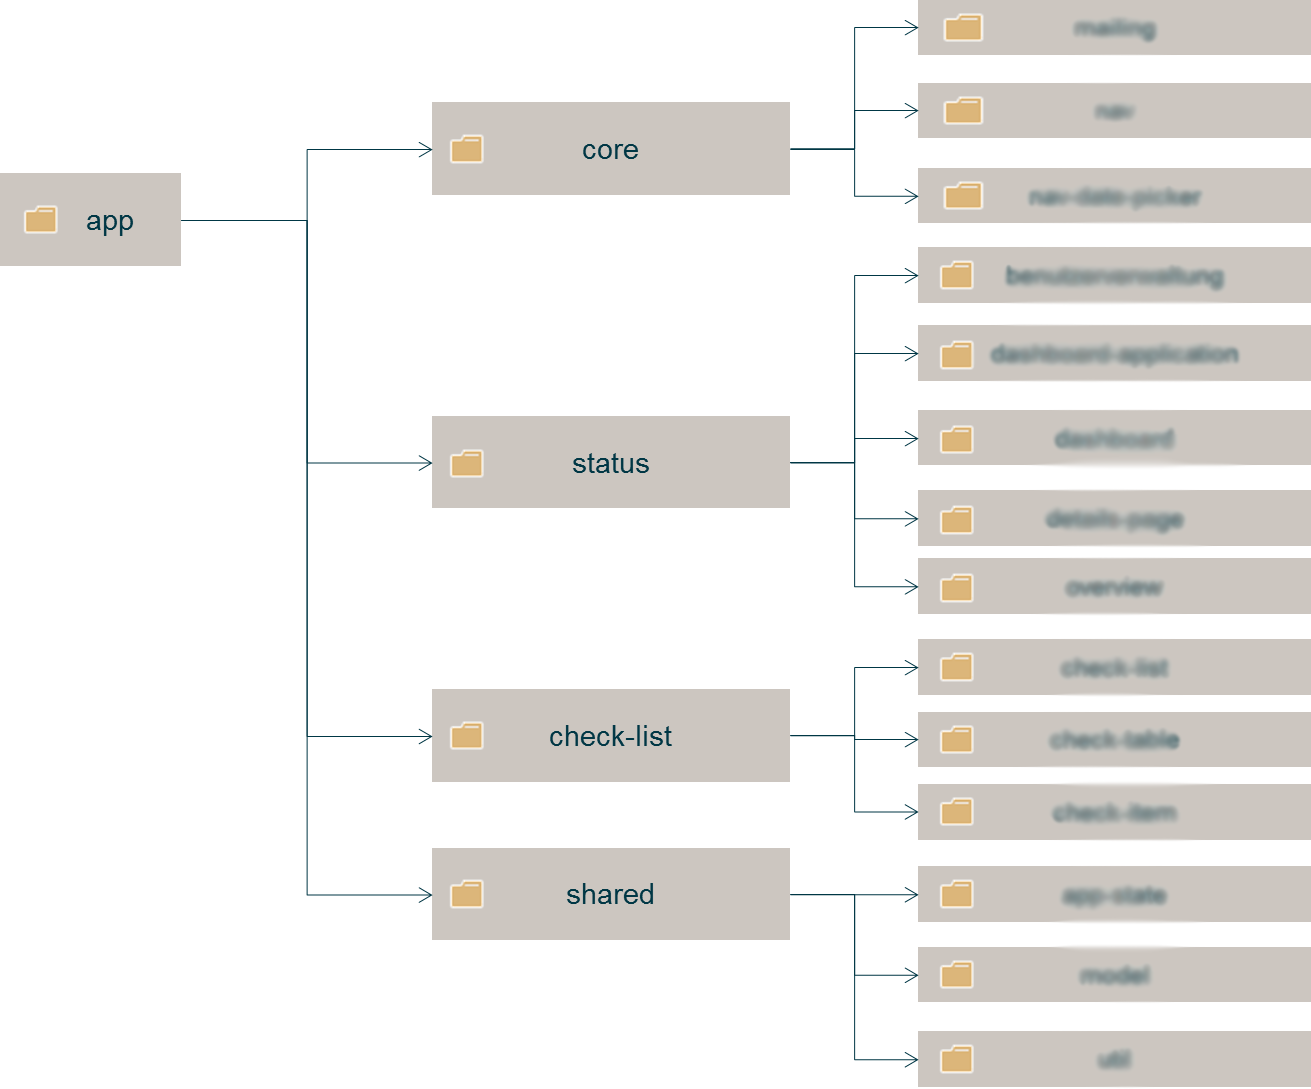 app
core
status
check-list
shared
mailing
nav
nav-date-picker
benutzerverwaltung
dashboard-application
dashboard
details-page
overview
check-list
check-table
check-item
app-state
model
util